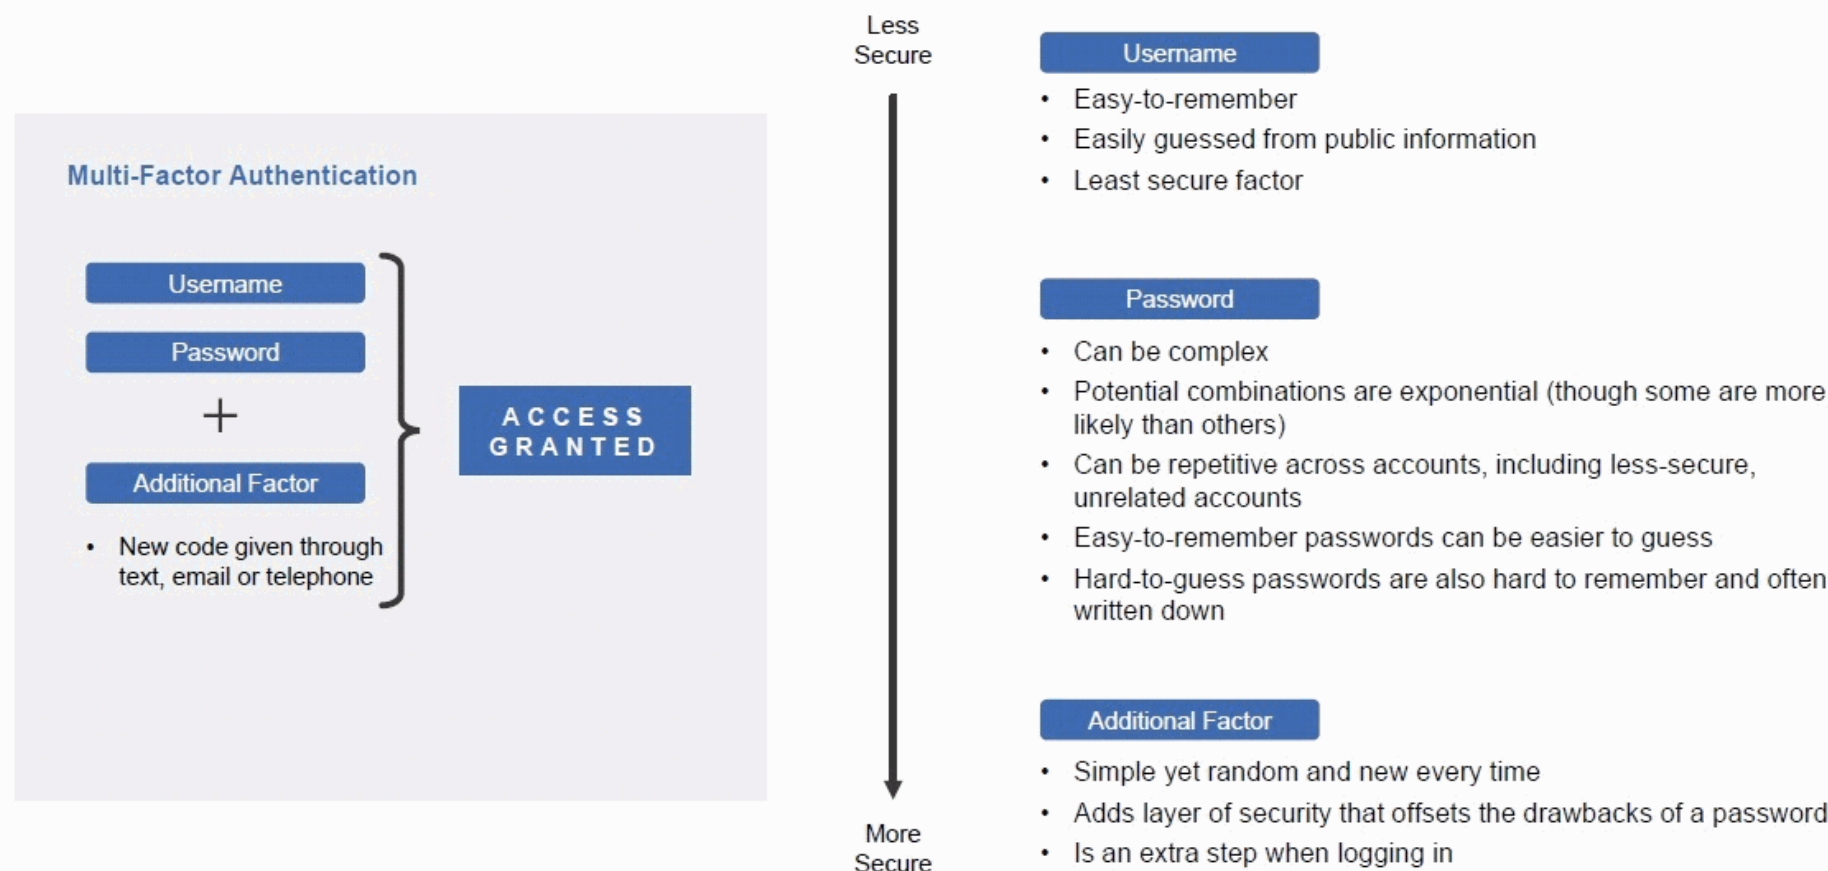 Multi-Factor Authentication
Username
Password
+
Additional Factor
• New code given through
text, email or telephone
ACCESS
GRANTED
Less
Secure
More
Secure
Username
• Easy-to-remember
• Easily guessed from public information
• Least secure factor
Password
• Can be complex
• Potential combinations are exponential (though some are more
likely than others)
• Can be repetitive across accounts, including less-secure,
unrelated accounts
• Easy-to-remember passwords can be easier to guess
• Hard-to-guess passwords are also hard to remember and often
written down
Additional Factor
• Simple yet random and new every time
• Adds layer of security that offsets the drawbacks of a password
• Is an extra step when logging in